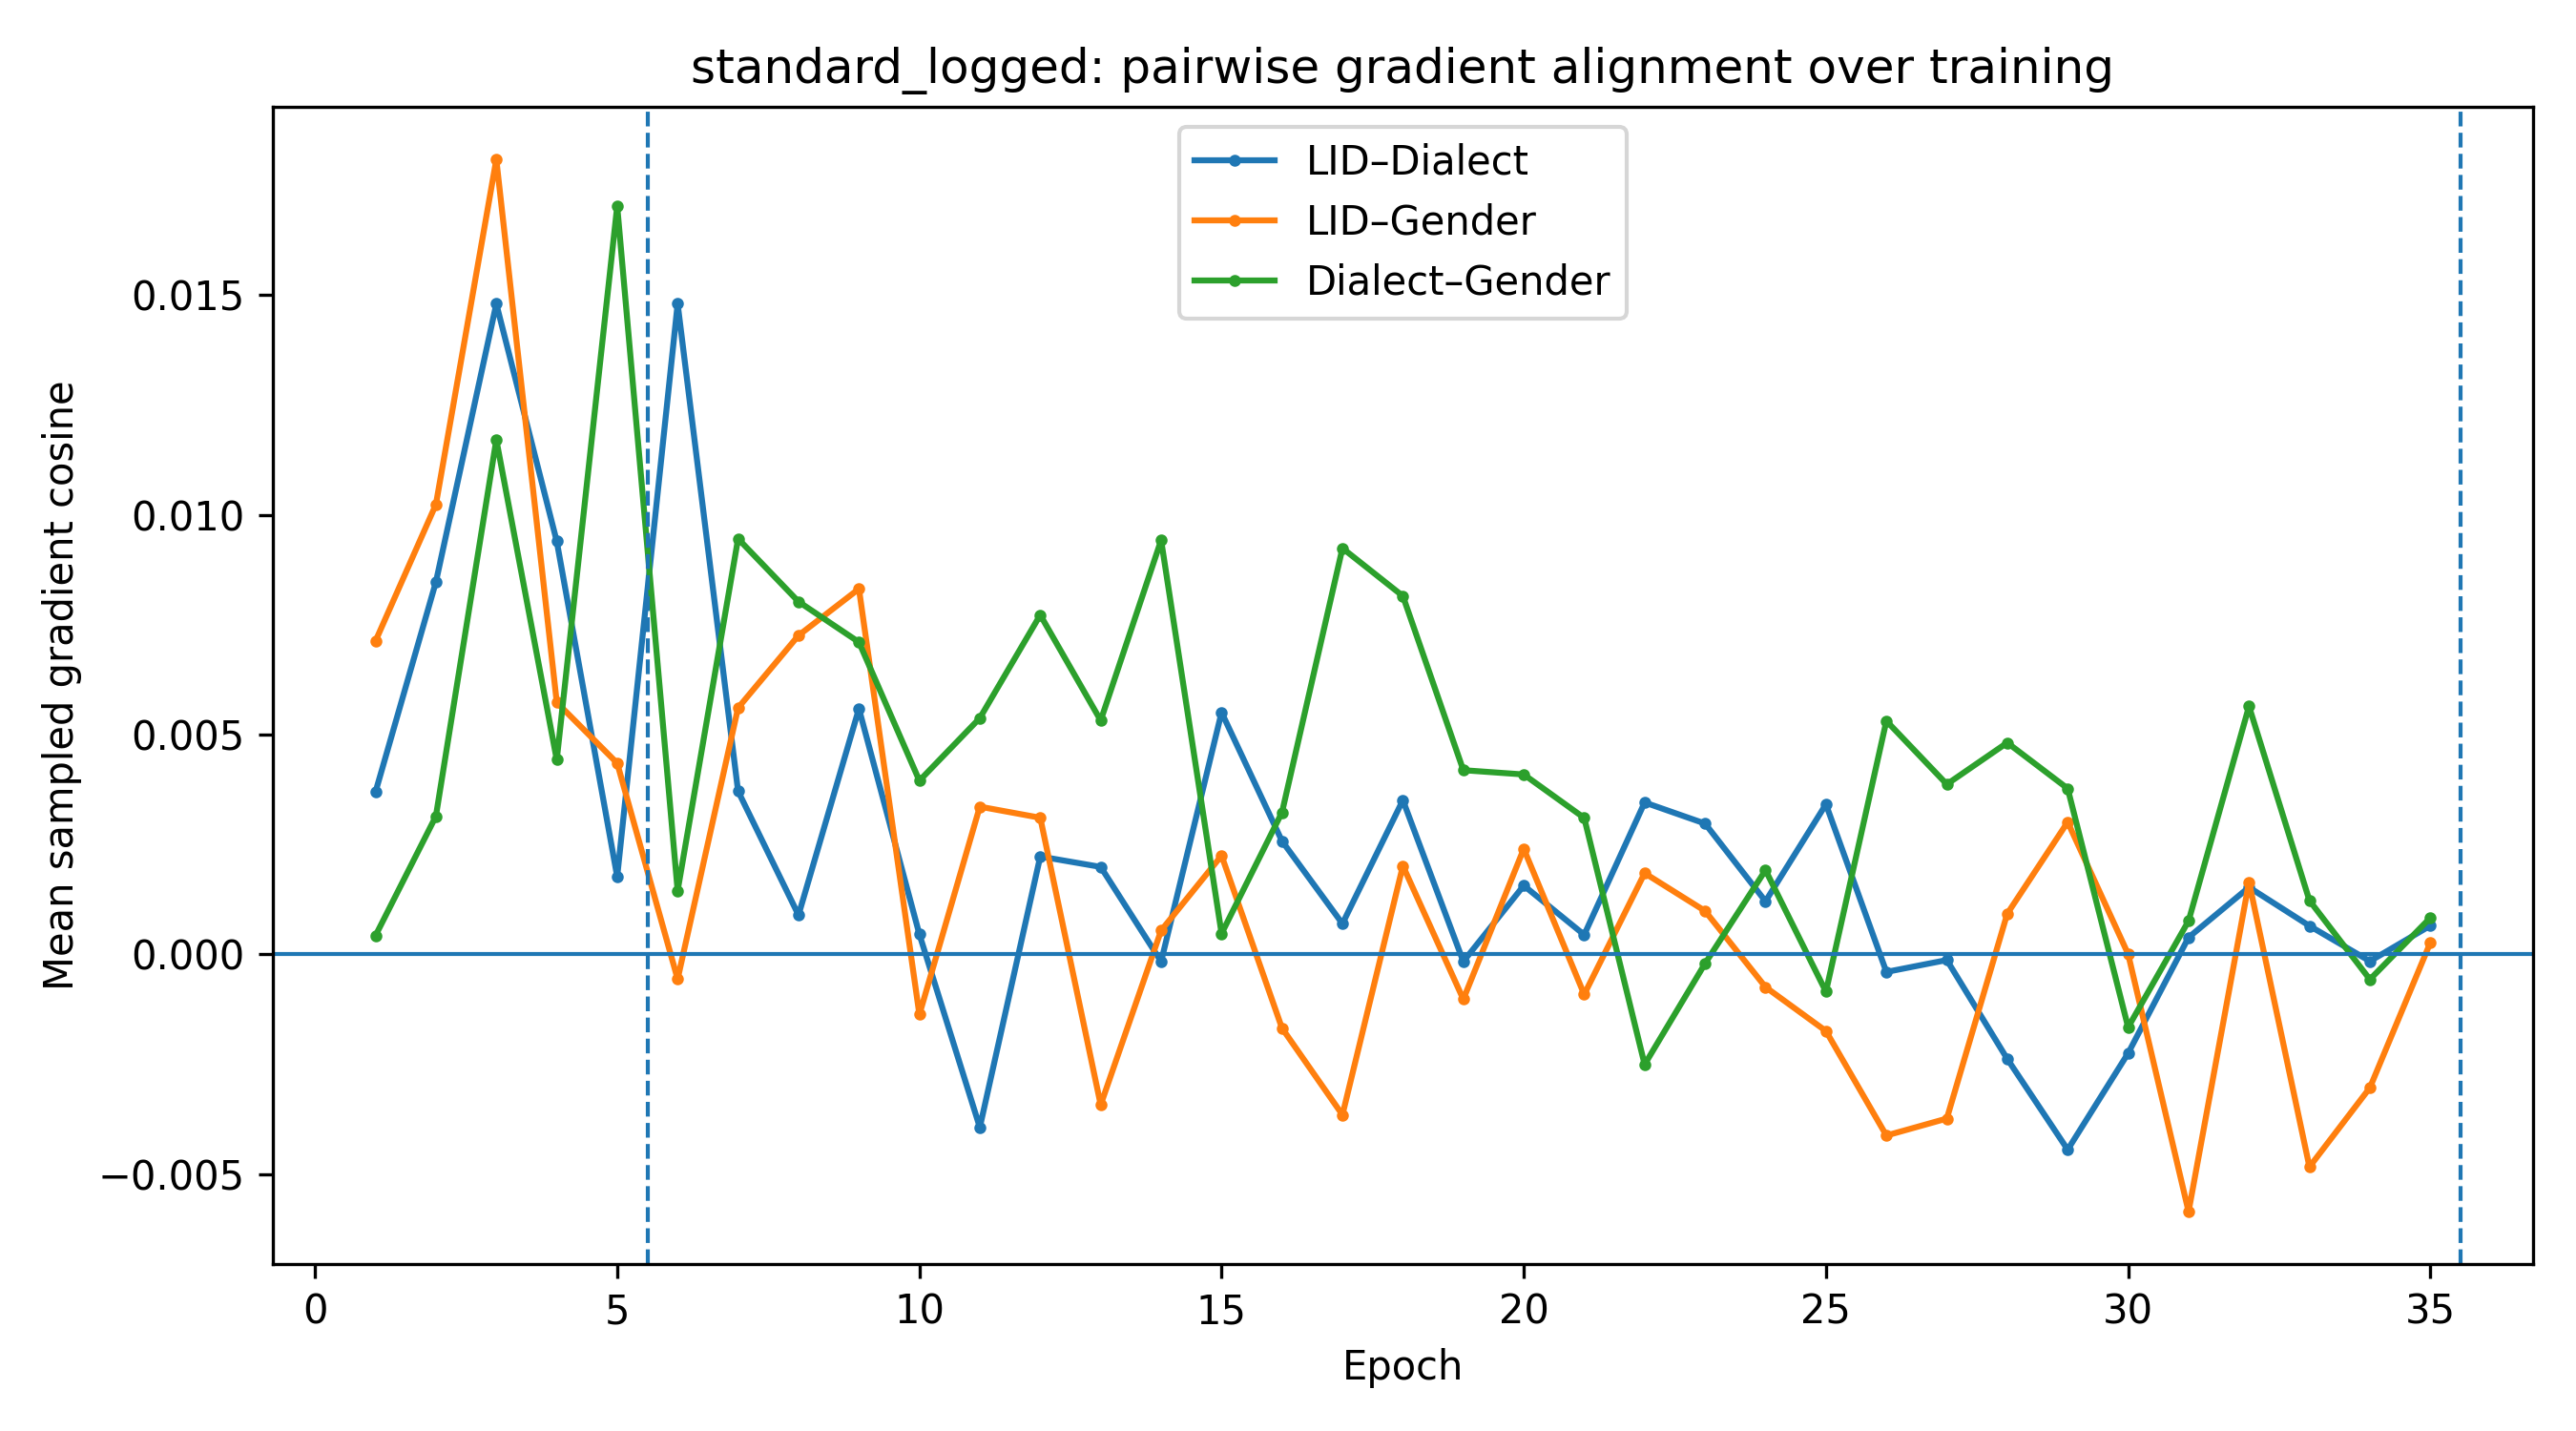 standard_logged: pairwise gradient alignment over training
LID–Dialect
LID–Gender
Dialect–Gender
Mean sampled gradient cosine
0.015
0.010
0.005
0.000
−0.005
0 5 10 15 20 25 30 35
Epoch